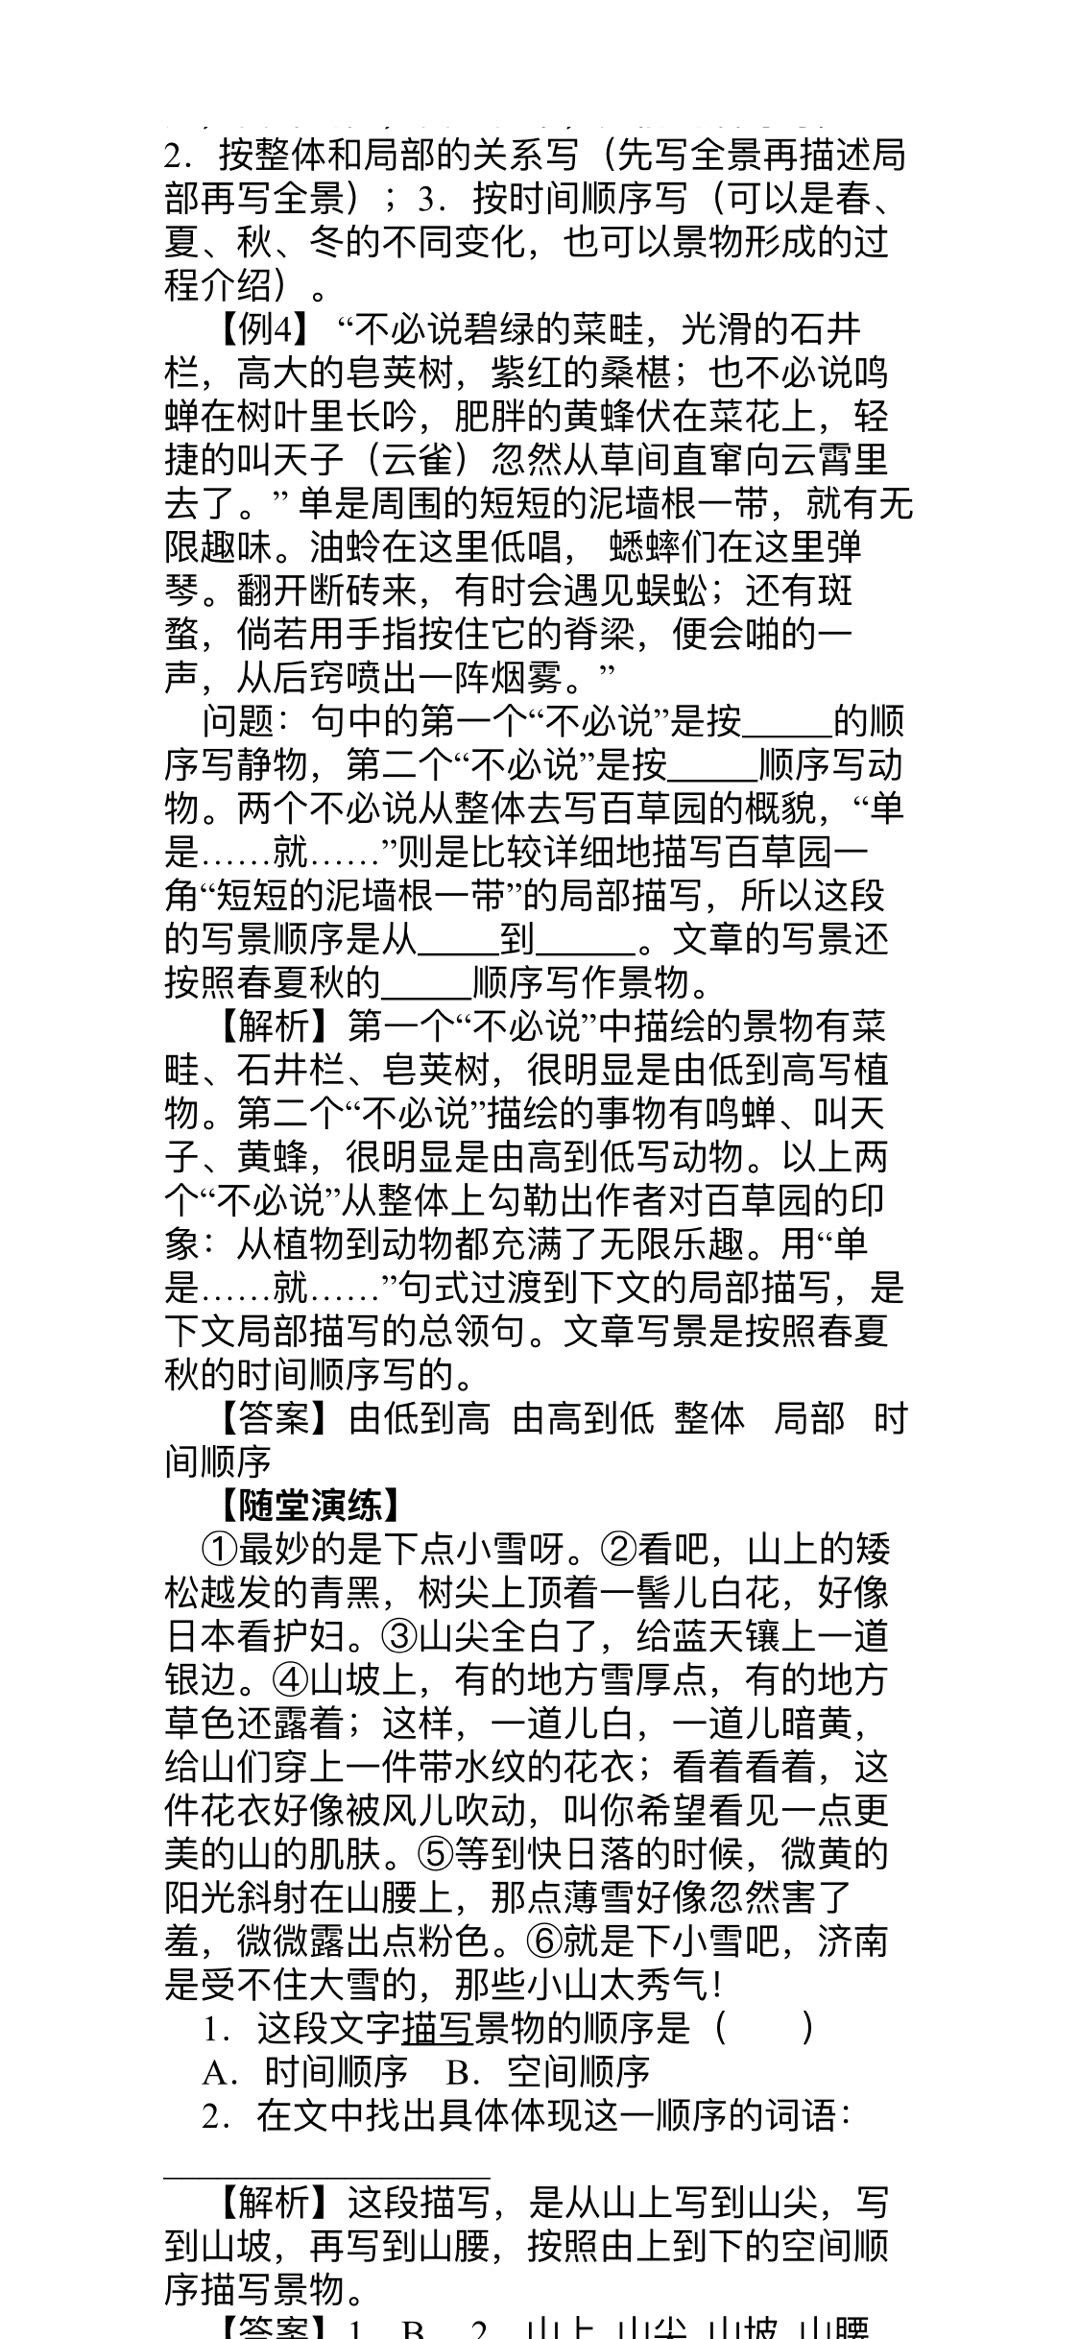 2．按整体和局部的关系写（先写全景再描述局
部再写全景）；3．按时间顺序写（可以是春、
夏、秋、冬的不同变化，也可以景物形成的过
程介绍）。
【例4】 “不必说碧绿的菜畦，光滑的石井
栏，高大的皂荚树，紫红的桑椹；也不必说鸣
蝉在树叶里长吟，肥胖的黄蜂伏在菜花上，轻
捷的叫天子（云雀）忽然从草间直窜向云霄里
去了。” 单是周围的短短的泥墙根一带，就有无
限趣味。油蛉在这里低唱， 蟋蟀们在这里弹
琴。翻开断砖来，有时会遇见蜈蚣；还有斑
蝥，倘若用手指按住它的脊梁，便会啪的一
声，从后窍喷出一阵烟雾。”
问题：句中的第一个“不必说”是按_____的顺
序写静物，第二个“不必说”是按_____顺序写动
物。两个不必说从整体去写百草园的概貌，“单
是……就……”则是比较详细地描写百草园一
角“短短的泥墙根一带”的局部描写，所以这段
的写景顺序是从____到_____。文章的写景还
按照春夏秋的_____顺序写作景物。
【解析】第一个“不必说”中描绘的景物有菜
畦、石井栏、皂荚树，很明显是由低到高写植
物。第二个“不必说”描绘的事物有鸣蝉、叫天
子、黄蜂，很明显是由高到低写动物。以上两
个“不必说”从整体上勾勒出作者对百草园的印
象：从植物到动物都充满了无限乐趣。用“单
是……就……”句式过渡到下文的局部描写，是
下文局部描写的总领句。文章写景是按照春夏
秋的时间顺序写的。
【答案】由低到高 由高到低 整体 局部 时
间顺序
【随堂演练】
①最妙的是下点小雪呀。②看吧，山上的矮
松越发的青黑，树尖上顶着一髻儿白花，好像
日本看护妇。③山尖全白了，给蓝天镶上一道
银边。④山坡上，有的地方雪厚点，有的地方
草色还露着；这样，一道儿白，一道儿暗黄，
给山们穿上一件带水纹的花衣；看着看着，这
件花衣好像被风儿吹动，叫你希望看见一点更
美的山的肌肤。⑤等到快日落的时候，微黄的
阳光斜射在山腰上，那点薄雪好像忽然害了
羞，微微露出点粉色。⑥就是下小雪吧，济南
是受不住大雪的，那些小山太秀气！
1．这段文字描写景物的顺序是（　　）
A．时间顺序 B．空间顺序
2．在文中找出具体体现这一顺序的词语：
__________________
【解析】这段描写，是从山上写到山尖，写
到山坡，再写到山腰，按照由上到下的空间顺
序描写景物。
【答案】1．B 2．山上 山尖 山坡 山腰